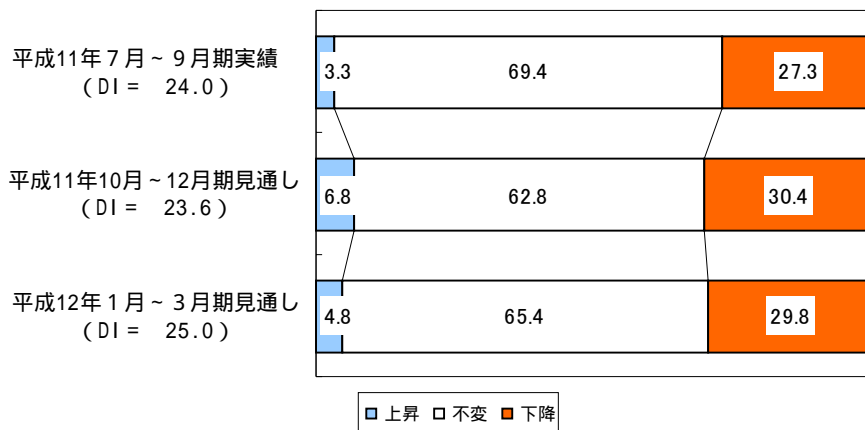 平成11年7月~9月期実績
(DI= 24.0)
3.3 69.4 27.3
平成11年10月~12月期見通し
(DI= 23.6)
6.8 62.8 30.4
平成12年1月~3月期見通し
(DI= 25.0)
4.8 65.4 29.8
上昇 不変 下降